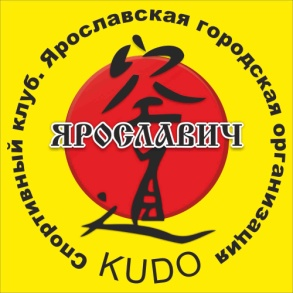 Спортивный клуб. Ярославская городская организация
空道
ЯРОСЛАВИЧ
KUDO